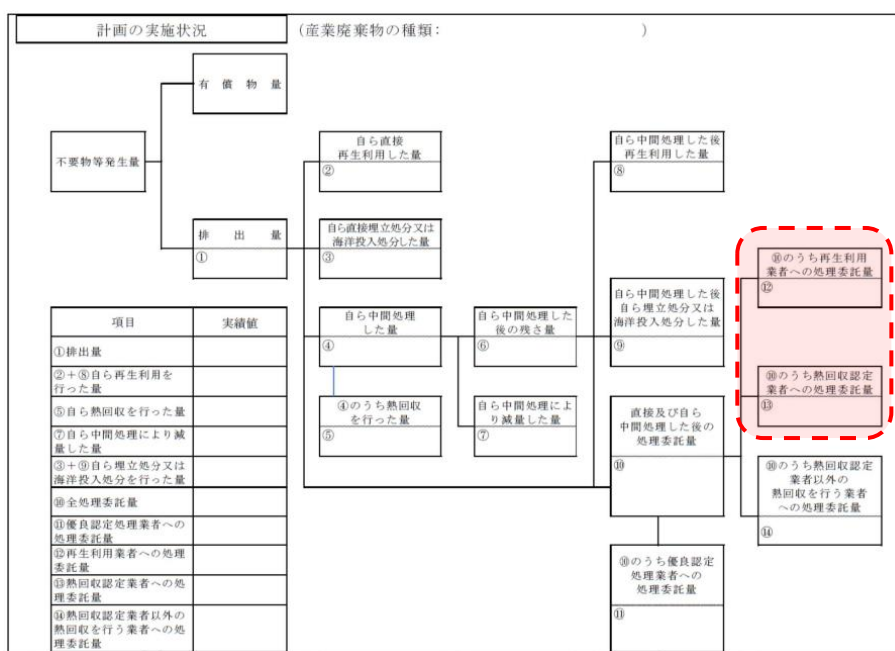 計画の実施状況
(産業廃棄物の種類:　　　　)
有償物量
不要物等発生量
排出量
①
自ら直接
再生利用した量
②
自ら直接埋立処分又は
海洋投入処分した量
③
自ら中間処理
した量
④
④のうち熱回収
を行った量
⑤
自ら中間処理した
後の残さ量
⑥
自ら中間処理によ
り減量した量
⑦
自ら中間処理した後
再生利用した量
⑧
自ら中間処理した後
自ら埋立処分又は
海洋投入処分した量
⑨
直接及び自ら
中間処理した後の
処理委託量
⑩
⑩のうち優良認定
処理業者への
処理委託量
⑪
⑩のうち再生利用
業者への処理委託量
⑫
⑩のうち熱回収認定
業者への処理委託量
⑬
⑩のうち熱回収認定
業者以外の
熱回収を行う業者
への処理委託量
⑭
項目　実績値
①排出量
②+⑧自ら再生利用を
行った量
⑤自ら熱回収を行った量
⑦自ら中間処理により減
量した量
③+⑨自ら埋立処分又は
海洋投入処分を行った量
⑩全処理委託量
⑪優良認定処理業者への
処理委託量
⑫再生利用業者への処理
委託量
⑬熱回収認定業者への処
理委託量
⑭熱回収認定業者以外の
熱回収を行う業者への処
理委託量